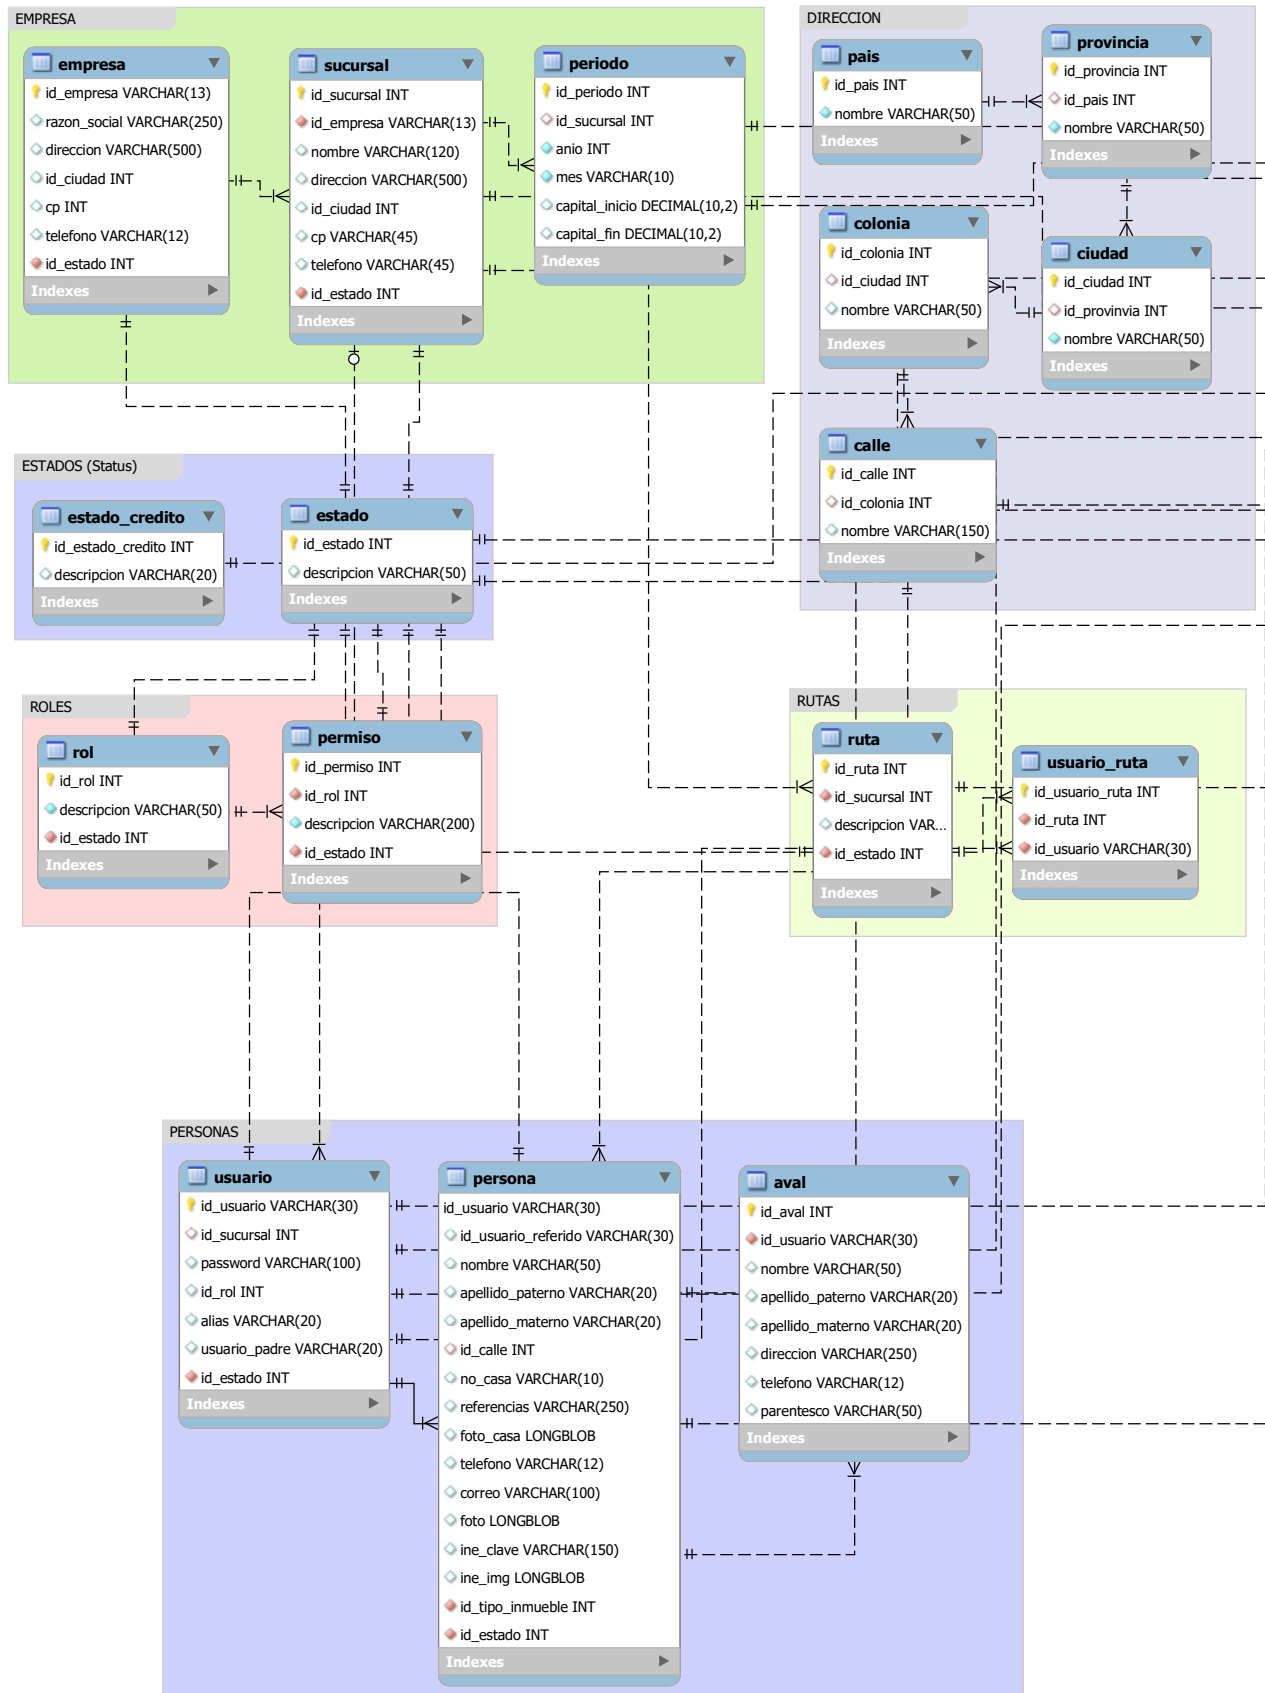 EMPRESA
empresa
id_empresa VARCHAR(13)
razon_social VARCHAR(250)
direccion VARCHAR(500)
id_ciudad INT
cp INT
telefono VARCHAR(12)
id_estado INT
Indexes
sucursal
id_sucursal INT
id_empresa VARCHAR(13)
nombre VARCHAR(120)
direccion VARCHAR(500)
id_ciudad INT
cp VARCHAR(45)
telefono VARCHAR(45)
id_estado INT
Indexes
periodo
id_periodo INT
id_sucursal INT
anio INT
mes VARCHAR(10)
capital_inicio DECIMAL(10,2)
capital_fin DECIMAL(10,2)
Indexes
DIRECCION
pais
id_pais INT
nombre VARCHAR(50)
Indexes
provincia
id_provincia INT
id_pais INT
nombre VARCHAR(50)
Indexes
colonia
id_colonia INT
id_ciudad INT
nombre VARCHAR(50)
Indexes
ciudad
id_ciudad INT
id_provinvia INT
nombre VARCHAR(50)
Indexes
calle
id_calle INT
id_colonia INT
nombre VARCHAR(150)
Indexes
ESTADOS (Status)
estado_credito
id_estado_credito INT
descripcion VARCHAR(20)
Indexes
estado
id_estado INT
descripcion VARCHAR(50)
Indexes
ROLES
rol
id_rol INT
descripcion VARCHAR(50)
id_estado INT
Indexes
permiso
id_permiso INT
id_rol INT
descripcion VARCHAR(200)
id_estado INT
Indexes
RUTAS
ruta
id_ruta INT
id_sucursal INT
descripcion VAR...
id_estado INT
Indexes
usuario_ruta
id_usuario_ruta INT
id_ruta INT
id_usuario VARCHAR(30)
Indexes
PERSONAS
usuario
id_usuario VARCHAR(30)
id_sucursal INT
password VARCHAR(100)
id_rol INT
alias VARCHAR(20)
usuario_padre VARCHAR(20)
id_estado INT
Indexes
persona
id_usuario VARCHAR(30)
id_usuario_referido VARCHAR(30)
nombre VARCHAR(50)
apellido_paterno VARCHAR(20)
apellido_materno VARCHAR(20)
id_calle INT
no_casa VARCHAR(10)
referencias VARCHAR(250)
foto_casa LONGBLOB
telefono VARCHAR(12)
correo VARCHAR(100)
foto LONGBLOB
ine_clave VARCHAR(150)
ine_img LONGBLOB
id_tipo_inmueble INT
id_estado INT
Indexes
aval
id_aval INT
id_usuario VARCHAR(30)
nombre VARCHAR(50)
apellido_paterno VARCHAR(20)
apellido_materno VARCHAR(20)
direccion VARCHAR(250)
telefono VARCHAR(12)
parentesco VARCHAR(50)
Indexes